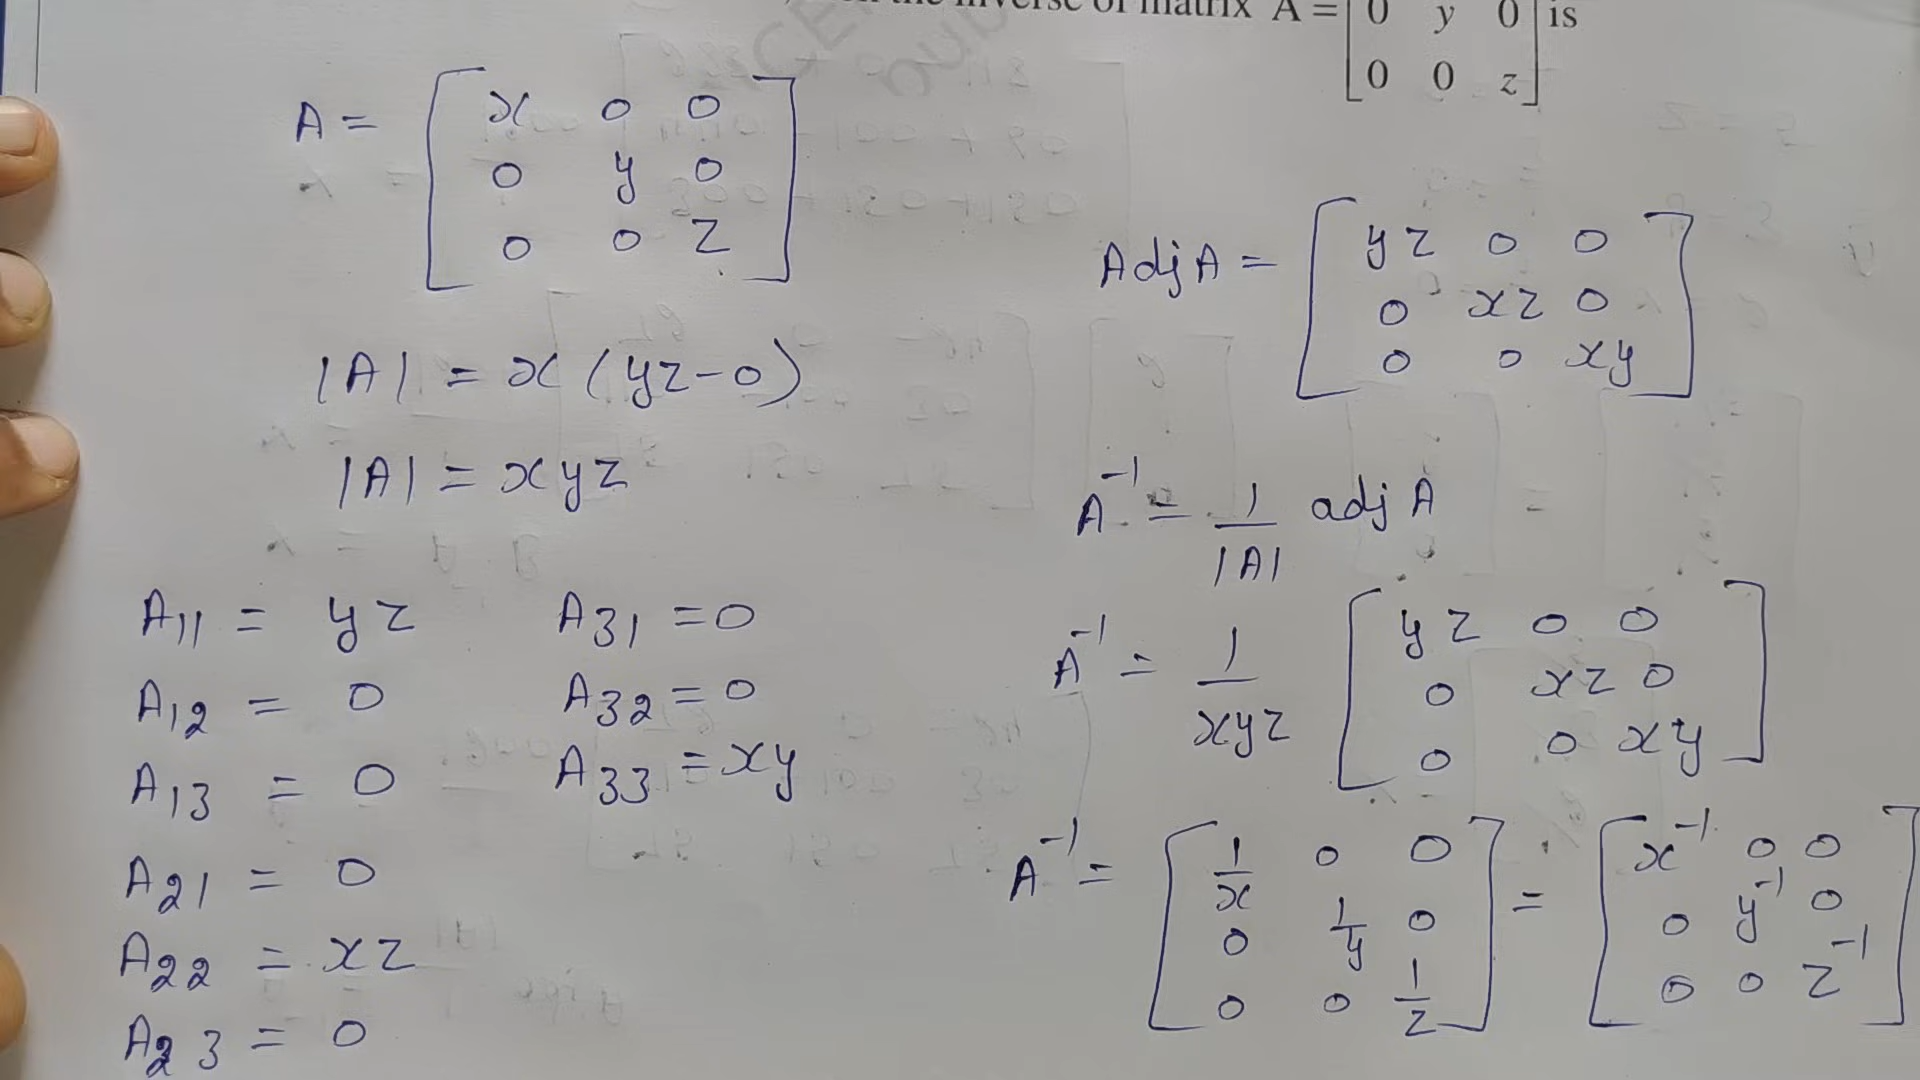 the inverse of matrix A = [ 0 y 0 ] is
[ 0 0 z ]
A = [ x 0 0
0 y 0
0 0 z ]
|A| = x (yz-0)
|A| = xyz
A11 = yz
A12 = 0
A13 = 0
A21 = 0
A22 = xz
A23 = 0
A31 = 0
A32 = 0
A33 = xy
Adj A = [ yz 0 0
0 xz 0
0 0 xy ]
A^-1 = 1/|A| adj A
A^-1 = 1/xyz [ yz 0 0
0 xz 0
0 0 xy ]
A^-1 = [ 1/x 0 0
0 1/y 0
0 0 1/z ] = [ x^-1 0 0
0 y^-1 0
0 0 z^-1 ]